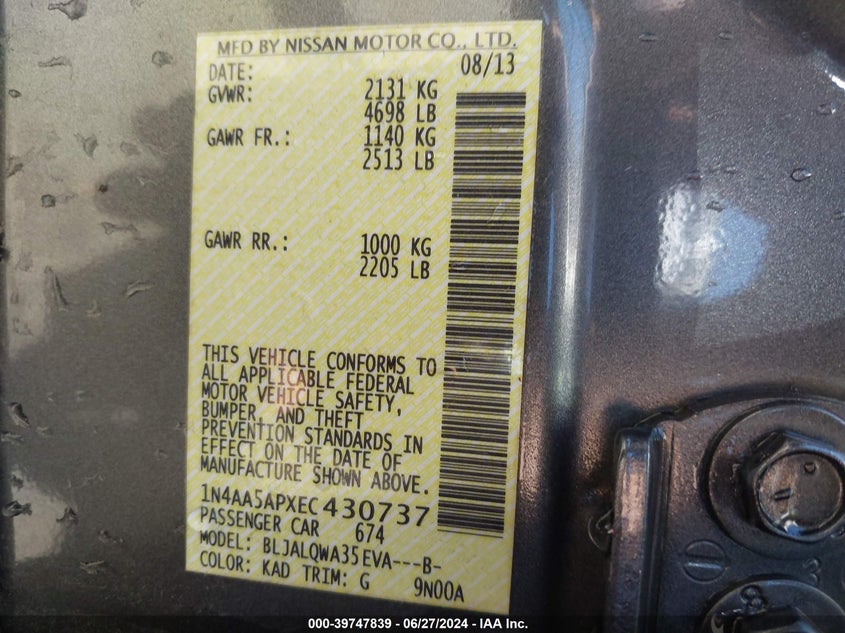 MFD BY NISSAN MOTOR CO., LTD.
DATE: 08/13
GVWR: 2131 KG
4698 LB
GAWR FR.: 1140 KG
2513 LB
GAWR RR.: 1000 KG
2205 LB
THIS VEHICLE CONFORMS TO
ALL APPLICABLE FEDERAL
MOTOR VEHICLE SAFETY,
BUMPER, AND THEFT
PREVENTION STANDARDS IN
EFFECT ON THE DATE OF
MANUFACTURE SHOWN ABOVE.
1N4AA5APXEC430737
PASSENGER CAR 674
MODEL: BLJALQWA35EVA---B-
COLOR: KAD TRIM: G 9N00A
000-39747839 - 06/27/2024 - IAA Inc.